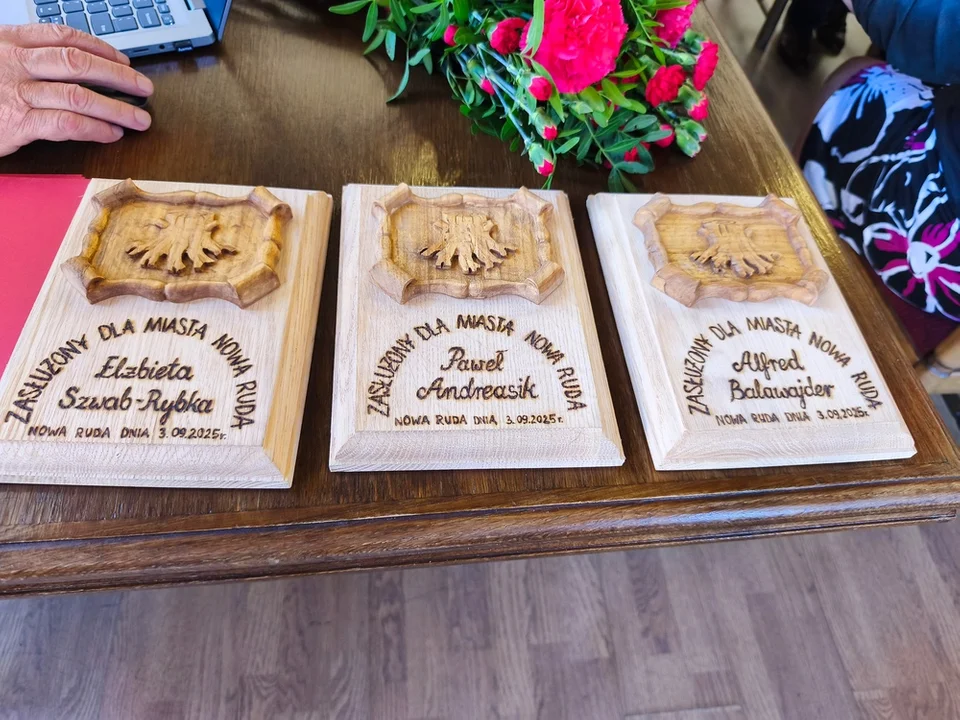 ZASŁUŻONY DLA MIASTA NOWA RUDA
Elżbieta
Szwab-Rybka
NOWA RUDA DNIA 3.09.2025r.
ZASŁUŻONY DLA MIASTA NOWA RUDA
Paweł
Andreasik
NOWA RUDA DNIA 3.09.2025r.
ZASŁUŻONY DLA MIASTA NOWA RUDA
Alfred
Balawajder
NOWA RUDA DNIA 3.09.2025r.